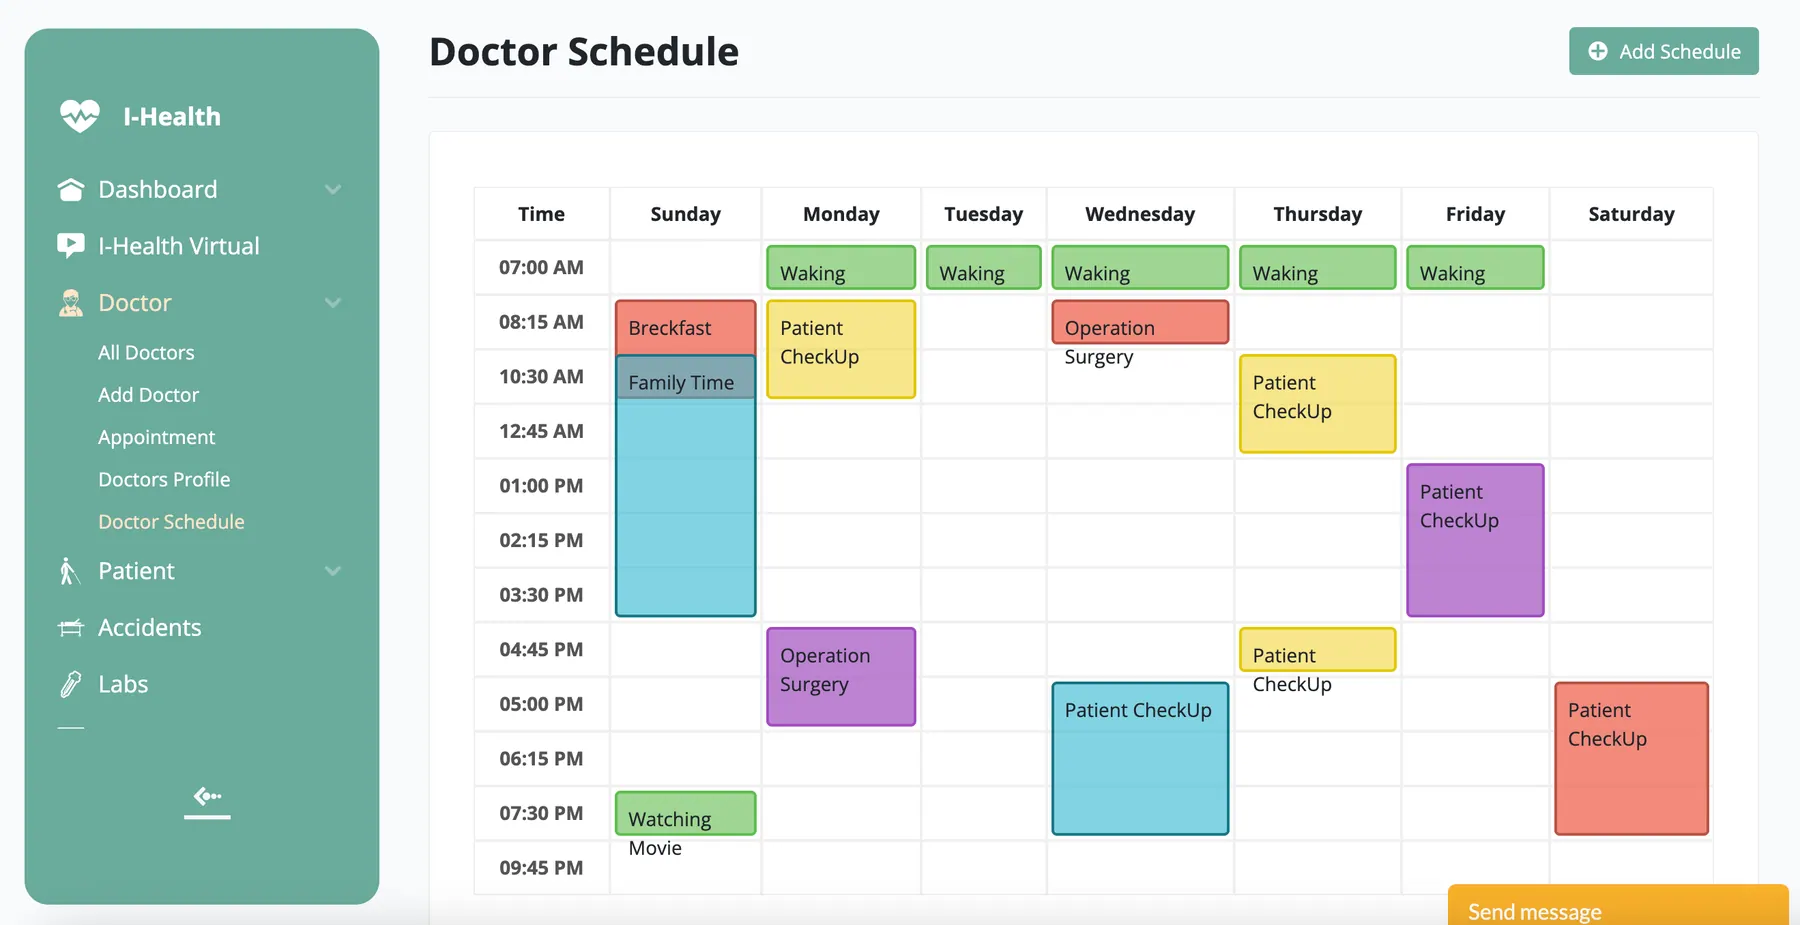 I-Health
Dashboard
I-Health Virtual
Doctor
All Doctors
Add Doctor
Appointment
Doctors Profile
Doctor Schedule
Patient
Accidents
Labs
Doctor Schedule
Add Schedule
Time Sunday Monday Tuesday Wednesday Thursday Friday Saturday
07:00 AM Waking Waking Waking Waking Waking
08:15 AM Breckfast Patient Operation
CheckUp Surgery
10:30 AM Family Time Patient
CheckUp
12:45 AM
01:00 PM Patient
CheckUp
02:15 PM
03:30 PM
04:45 PM Operation Patient
Surgery CheckUp
05:00 PM Patient CheckUp Patient
CheckUp
06:15 PM
07:30 PM Watching
Movie
09:45 PM
Send message